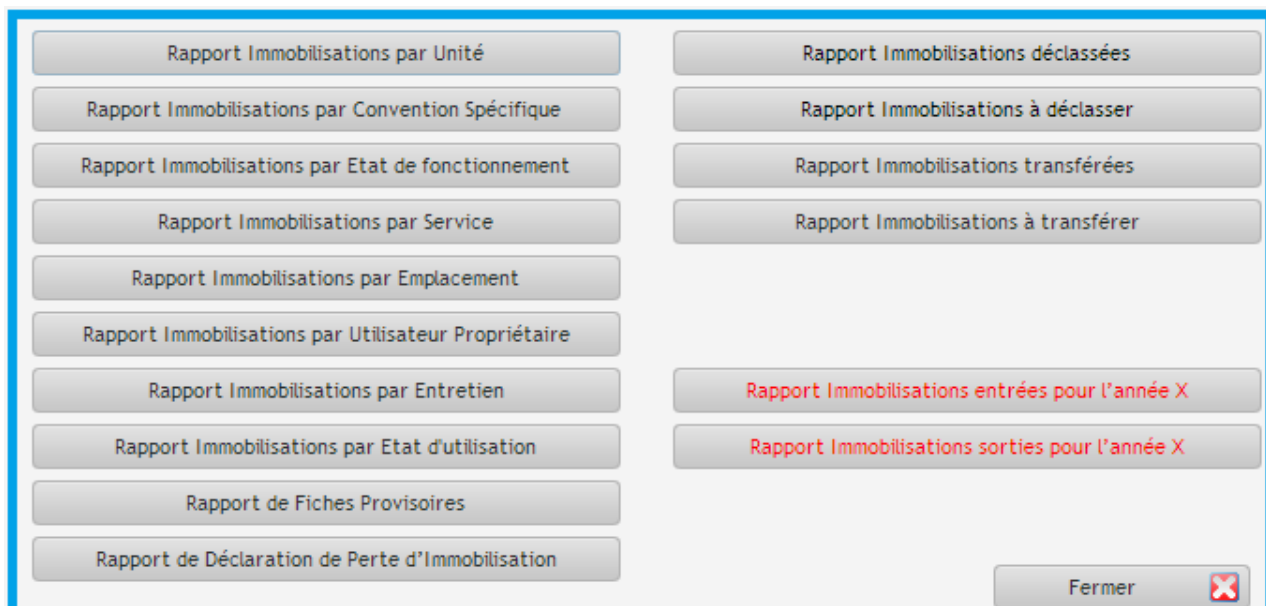 Rapport Immobilisations par Unité
Rapport Immobilisations par Convention Spécifique
Rapport Immobilisations par Etat de fonctionnement
Rapport Immobilisations par Service
Rapport Immobilisations par Emplacement
Rapport Immobilisations par Utilisateur Propriétaire
Rapport Immobilisations par Entretien
Rapport Immobilisations par Etat d'utilisation
Rapport de Fiches Provisoires
Rapport de Déclaration de Perte d’Immobilisation
Rapport Immobilisations déclassées
Rapport Immobilisations à déclasser
Rapport Immobilisations transférées
Rapport Immobilisations à transférer
Rapport Immobilisations entrées pour l’année X
Rapport Immobilisations sorties pour l’année X
Fermer